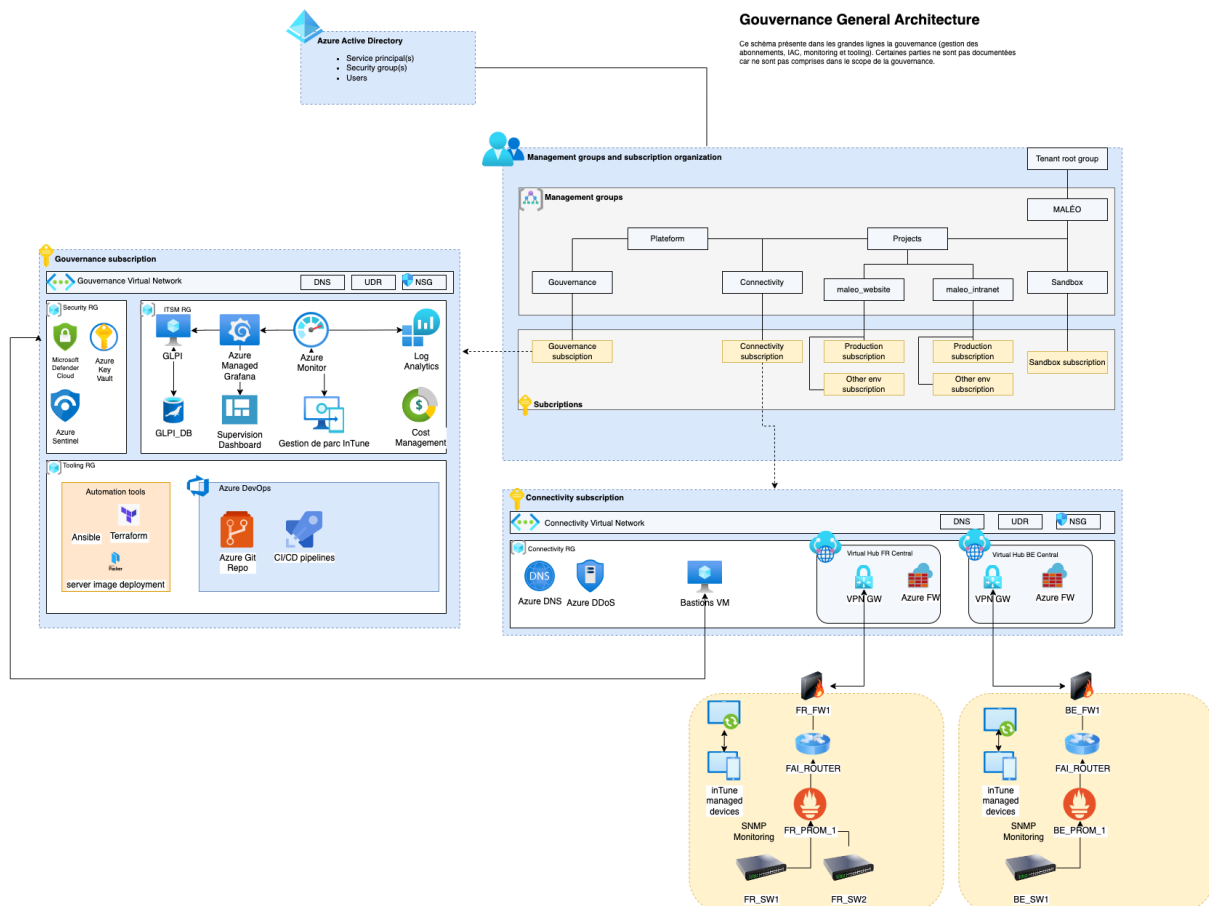 Gouvernance General Architecture
Ce schéma présente dans les grandes lignes la gouvernance (gestion des
abonnements, IAC, monitoring et tooling). Certaines parties ne sont pas documentées
car ne sont pas comprises dans le scope de la gouvernance.
Azure Active Directory
Service principal(s)
Security group(s)
Users
Management groups and subscription organization
Tenant root group
Management groups
MALÉO
Plateform
Projects
Gouvernance
Connectivity
maleo_website
maleo_intranet
Sandbox
Gouvernance
subsciption
Connectivity
subscription
Production
subscription
Production
subscription
Sandbox subscription
Other env
subscription
Other env
subscription
Subcriptions
Gouvernance subscription
Gouvernance Virtual Network
DNS
UDR
NSG
Security RG
Microsoft
Defender
Cloud
Azure
Key
Vault
Azure
Sentinel
ITSM RG
GLPI
Azure
Managed
Grafana
Azure
Monitor
Log
Analytics
GLPI_DB
Supervision
Dashboard
Gestion de parc InTune
Cost
Management
Tooling RG
Automation tools
Ansible
Terraform
Packer
server image deployment
Azure DevOps
Azure Git
Repo
CI/CD pipelines
Connectivity subscription
Connectivity Virtual Network
DNS
UDR
NSG
Connectivity RG
DNS
Azure DNS
Azure DDoS
Bastions VM
Virtual Hub FR Central
VPN GW
Azure FW
Virtual Hub BE Central
VPN GW
Azure FW
FR_FW1
FAI_ROUTER
inTune
managed
devices
SNMP
Monitoring
FR_PROM_1
FR_SW1
FR_SW2
BE_FW1
FAI_ROUTER
inTune
managed
devices
SNMP
Monitoring
BE_PROM_1
BE_SW1